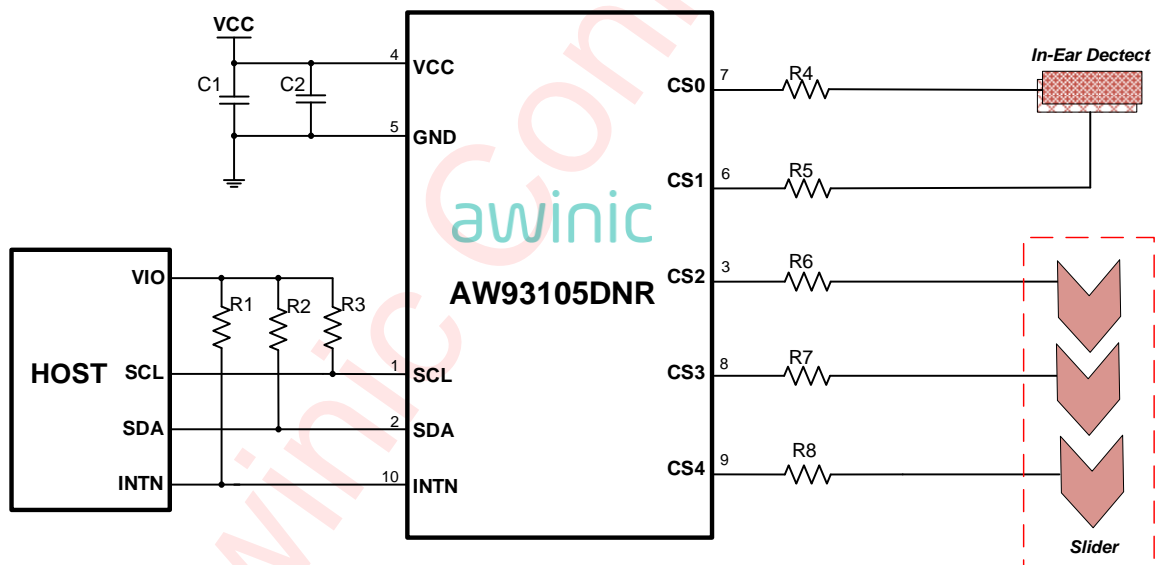 VCC
C1
C2
4
VCC
5
GND
HOST
VIO
SCL
SDA
INTN
R1
R2
R3
1
SCL
2
SDA
10
INTN
awinic
AW93105DNR
CS0
7
R4
In-Ear Dectect
CS1
6
R5
CS2
3
R6
CS3
8
R7
CS4
9
R8
Slider